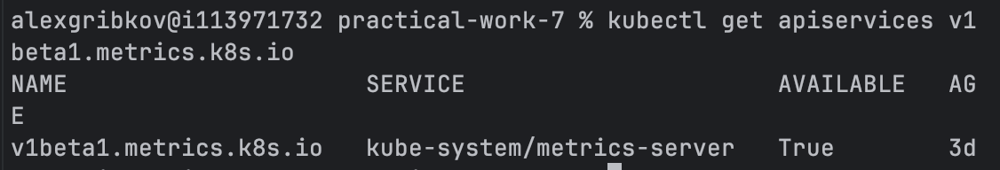 alexgribkov@i113971732 practical-work-7 % kubectl get apiservices v1
beta1.metrics.k8s.io
NAME                     SERVICE                      AVAILABLE   AG
E
v1beta1.metrics.k8s.io   kube-system/metrics-server   True        3d